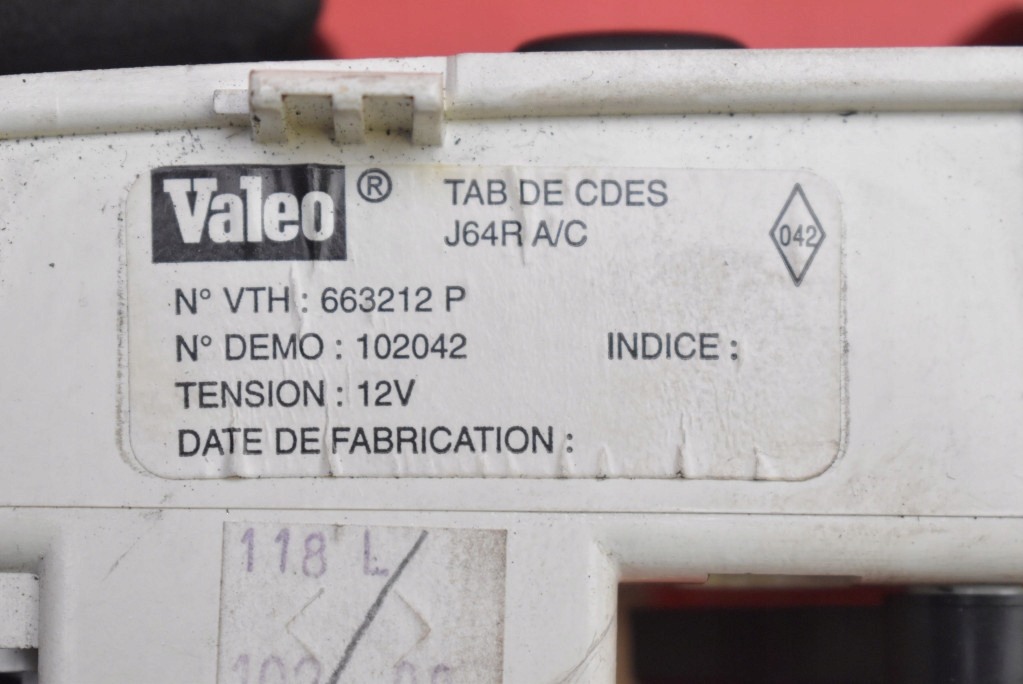 Valeo ® TAB DE CDES
J64R A/C
042
N° VTH : 663212 P
N° DEMO : 102042 INDICE :
TENSION : 12V
DATE DE FABRICATION :
118 L